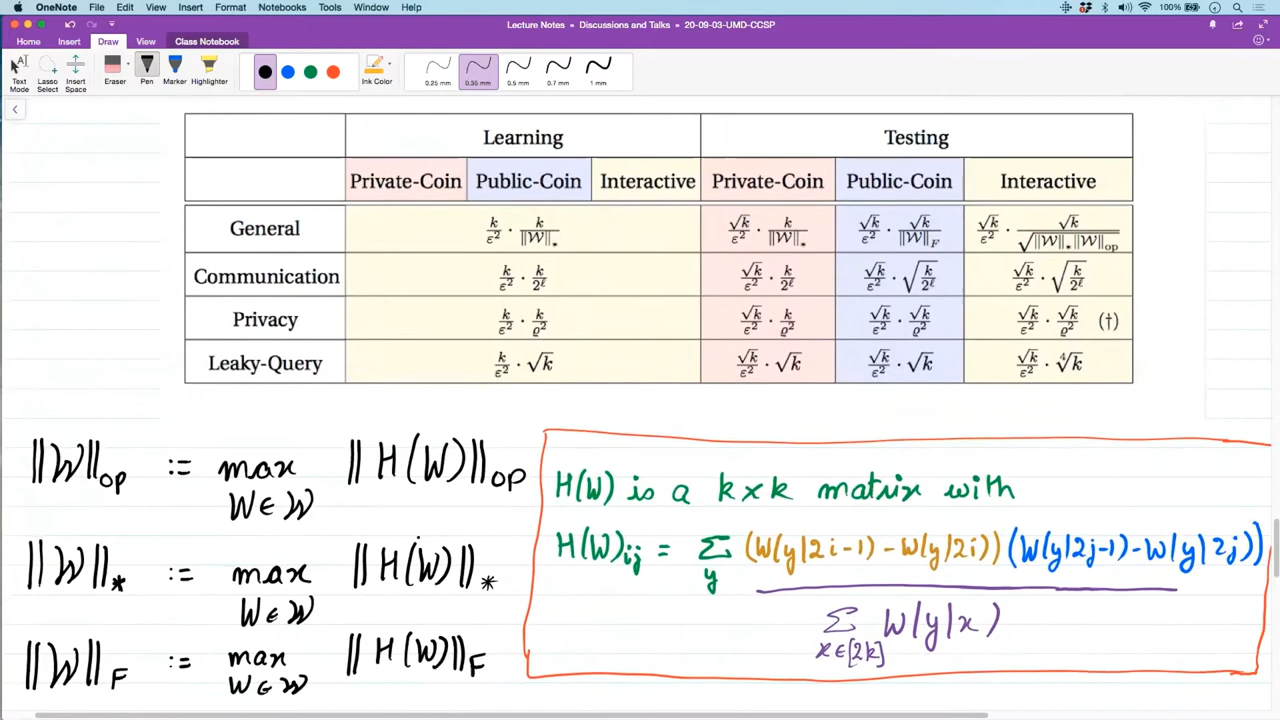 OneNote File Edit View Insert Format Notebooks Tools Window Help 100%
Lecture Notes » Discussions and Talks » 20-09-03-UMD-CCSP
Home Insert Draw View Class Notebook
Text Mode Lasso Select Insert Space Eraser Pen Marker Highlighter Ink Color 0.25 mm 0.35 mm 0.5 mm 0.7 mm 1 mm
Learning Testing
Private-Coin Public-Coin Interactive Private-Coin Public-Coin Interactive
General k/ε² · k/‖𝒲‖⋆ √k/ε² · k/‖𝒲‖⋆ √k/ε² · √k/‖𝒲‖F √k/ε² · √k/√(‖𝒲‖⋆‖𝒲‖op)
Communication k/ε² · k/2^ℓ √k/ε² · k/2^ℓ √k/ε² · √(k/2^ℓ) √k/ε² · √(k/2^ℓ)
Privacy k/ε² · k/ϱ² √k/ε² · k/ϱ² √k/ε² · √k/ϱ² √k/ε² · √k/ϱ² (†)
Leaky-Query k/ε² · √k √k/ε² · √k √k/ε² · √k √k/ε² · ∜k
‖𝒲‖op := max W∈𝒲 ‖H(W)‖op
‖𝒲‖* := max W∈𝒲 ‖H(W)‖*
‖𝒲‖F := max W∈𝒲 ‖H(W)‖F
H(W) is a k×k matrix with
H(W)ij = Σ y (W(y|2i-1) - W(y|2i)) (W(y|2j-1) - W(y|2j))
Σ x∈[2k] W(y|x)